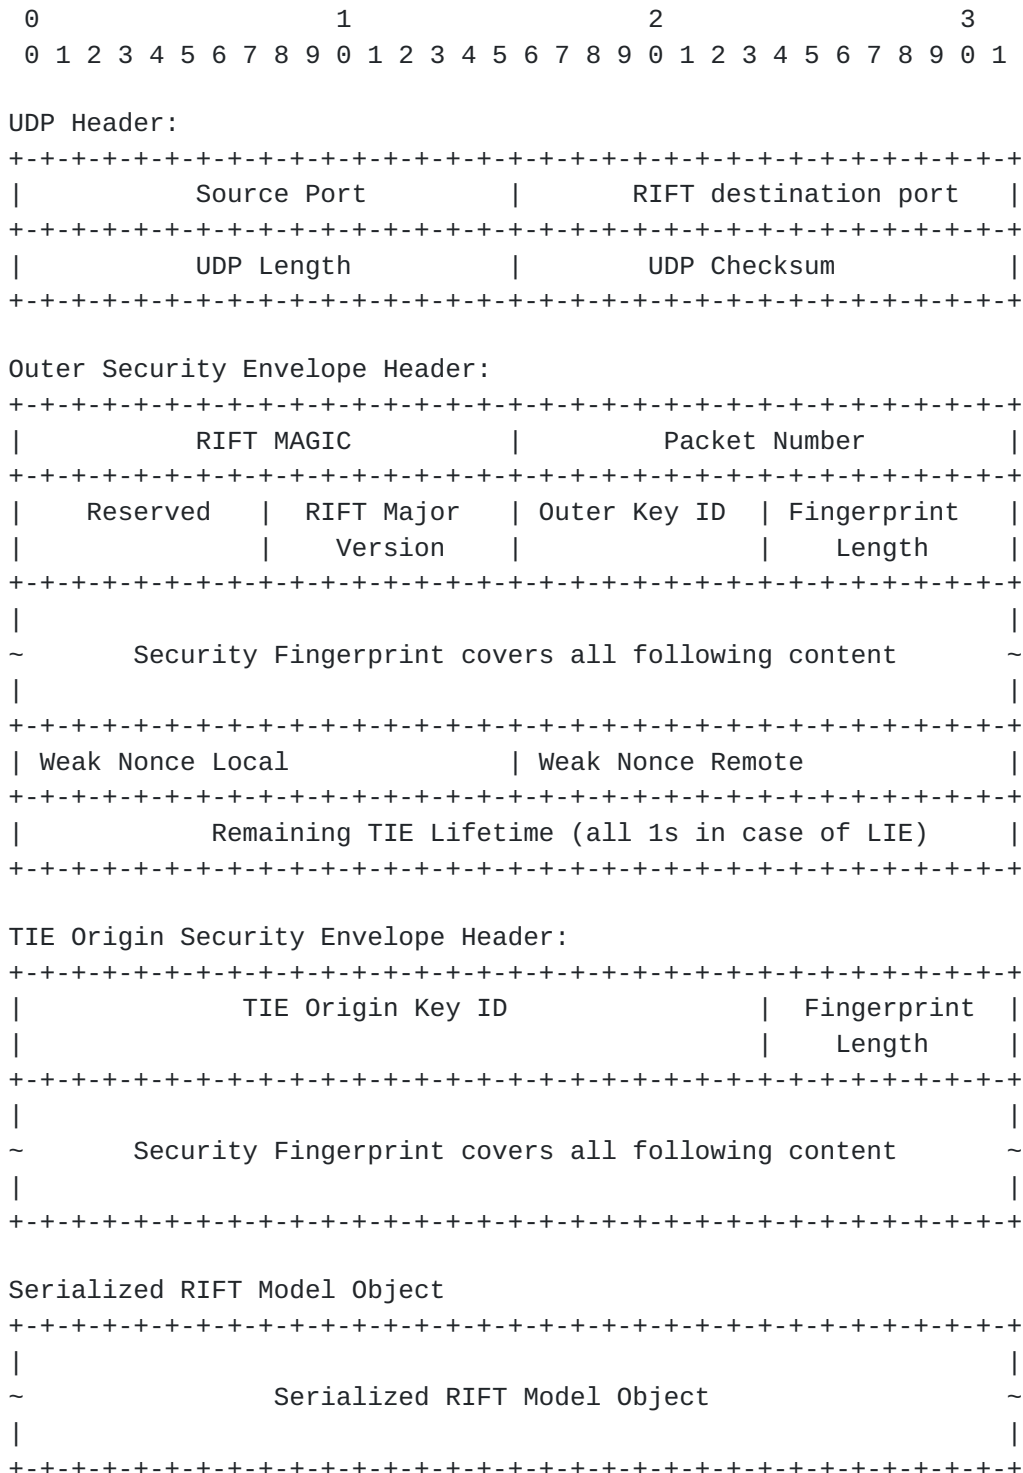 0                   1                   2                   3
 0 1 2 3 4 5 6 7 8 9 0 1 2 3 4 5 6 7 8 9 0 1 2 3 4 5 6 7 8 9 0 1

UDP Header:
+-+-+-+-+-+-+-+-+-+-+-+-+-+-+-+-+-+-+-+-+-+-+-+-+-+-+-+-+-+-+-+-+
|           Source Port         |       RIFT destination port   |
+-+-+-+-+-+-+-+-+-+-+-+-+-+-+-+-+-+-+-+-+-+-+-+-+-+-+-+-+-+-+-+-+
|           UDP Length          |        UDP Checksum           |
+-+-+-+-+-+-+-+-+-+-+-+-+-+-+-+-+-+-+-+-+-+-+-+-+-+-+-+-+-+-+-+-+

Outer Security Envelope Header:
+-+-+-+-+-+-+-+-+-+-+-+-+-+-+-+-+-+-+-+-+-+-+-+-+-+-+-+-+-+-+-+-+
|           RIFT MAGIC          |         Packet Number         |
+-+-+-+-+-+-+-+-+-+-+-+-+-+-+-+-+-+-+-+-+-+-+-+-+-+-+-+-+-+-+-+-+
|    Reserved   |  RIFT Major   | Outer Key ID  | Fingerprint   |
|               |    Version    |               |    Length     |
+-+-+-+-+-+-+-+-+-+-+-+-+-+-+-+-+-+-+-+-+-+-+-+-+-+-+-+-+-+-+-+-+
|                                                               |
~       Security Fingerprint covers all following content       ~
|                                                               |
+-+-+-+-+-+-+-+-+-+-+-+-+-+-+-+-+-+-+-+-+-+-+-+-+-+-+-+-+-+-+-+-+
| Weak Nonce Local              | Weak Nonce Remote             |
+-+-+-+-+-+-+-+-+-+-+-+-+-+-+-+-+-+-+-+-+-+-+-+-+-+-+-+-+-+-+-+-+
|            Remaining TIE Lifetime (all 1s in case of LIE)     |
+-+-+-+-+-+-+-+-+-+-+-+-+-+-+-+-+-+-+-+-+-+-+-+-+-+-+-+-+-+-+-+-+

TIE Origin Security Envelope Header:
+-+-+-+-+-+-+-+-+-+-+-+-+-+-+-+-+-+-+-+-+-+-+-+-+-+-+-+-+-+-+-+-+
|              TIE Origin Key ID                |  Fingerprint  |
|                                               |    Length     |
+-+-+-+-+-+-+-+-+-+-+-+-+-+-+-+-+-+-+-+-+-+-+-+-+-+-+-+-+-+-+-+-+
|                                                               |
~       Security Fingerprint covers all following content       ~
|                                                               |
+-+-+-+-+-+-+-+-+-+-+-+-+-+-+-+-+-+-+-+-+-+-+-+-+-+-+-+-+-+-+-+-+

Serialized RIFT Model Object
+-+-+-+-+-+-+-+-+-+-+-+-+-+-+-+-+-+-+-+-+-+-+-+-+-+-+-+-+-+-+-+-+
|                                                               |
~                Serialized RIFT Model Object                   ~
|                                                               |
+-+-+-+-+-+-+-+-+-+-+-+-+-+-+-+-+-+-+-+-+-+-+-+-+-+-+-+-+-+-+-+-+